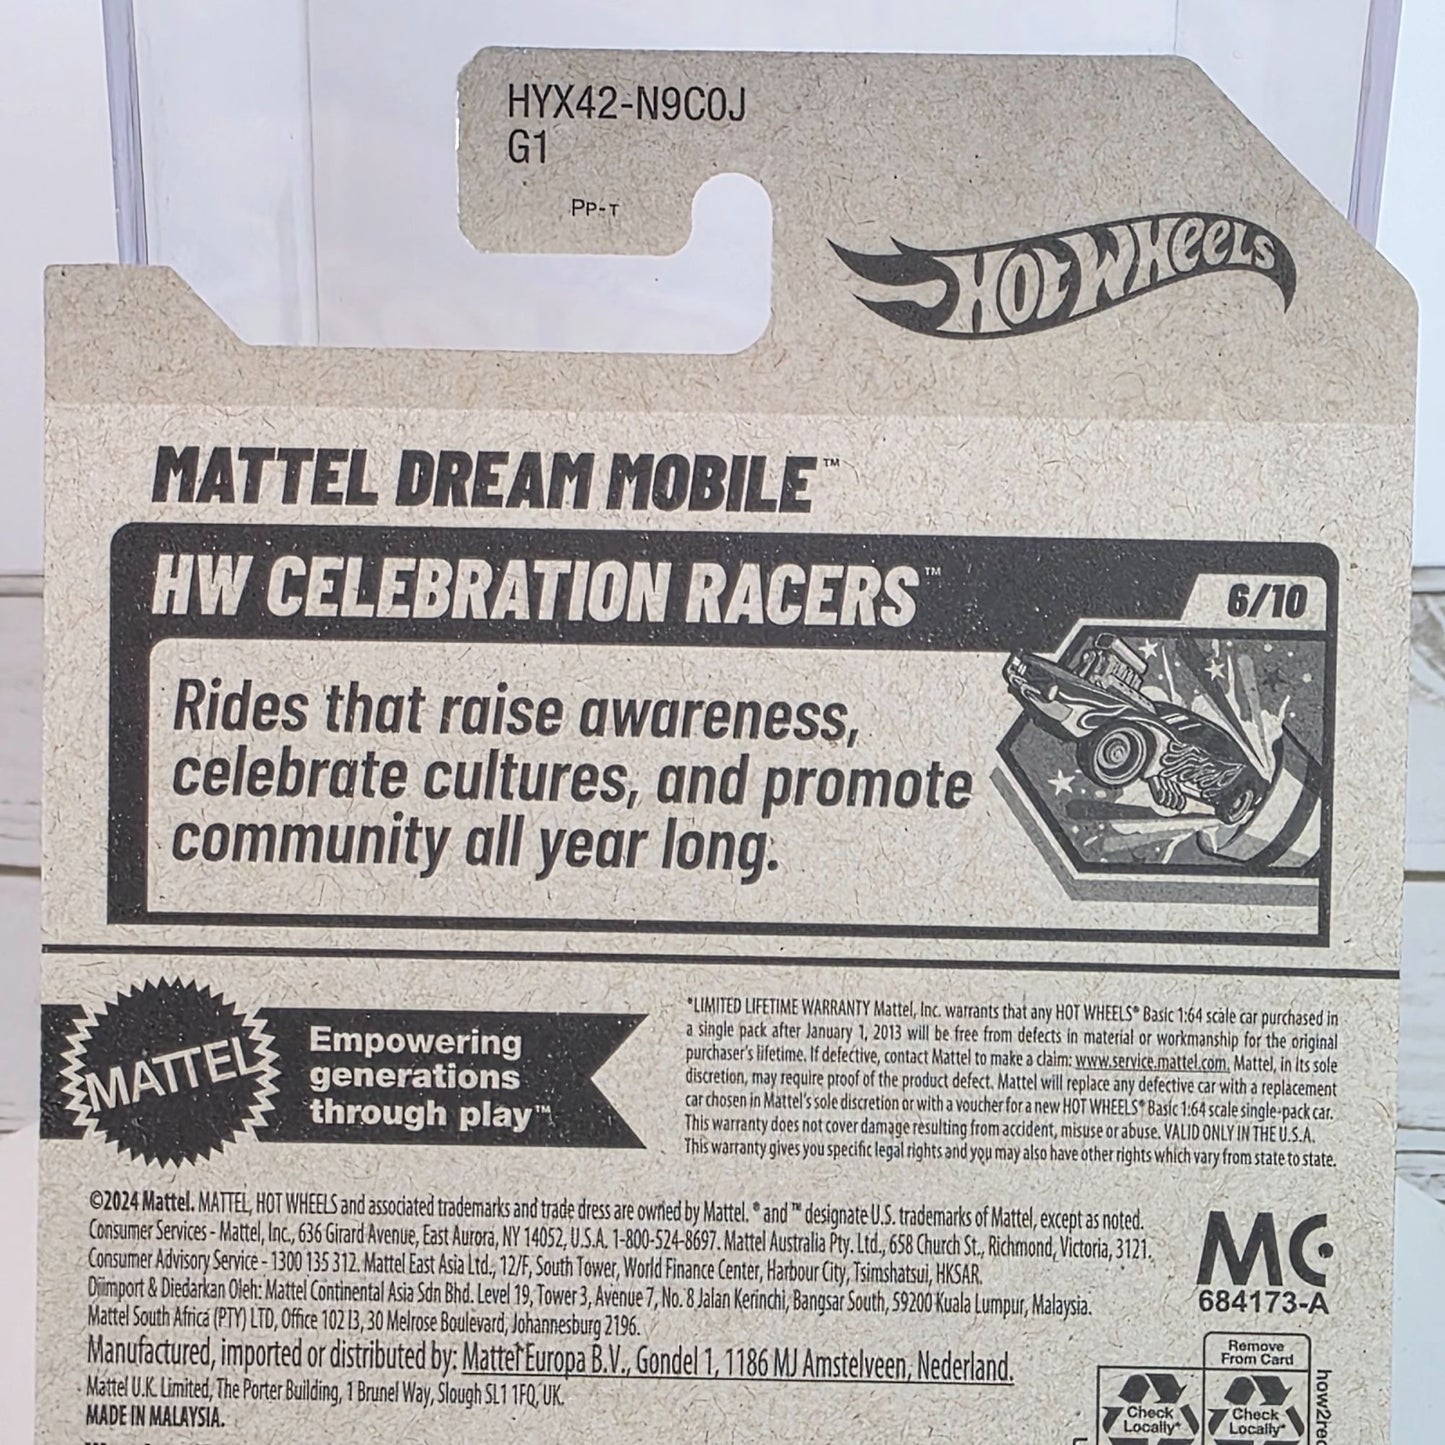 HYX42-N9C0J
G1
PP-T
HOT WHEELS
MATTEL DREAM MOBILE™
HW CELEBRATION RACERS™
6/10
Rides that raise awareness,
celebrate cultures, and promote
community all year long.
MATTEL
Empowering
generations
through play™
*LIMITED LIFETIME WARRANTY Mattel, Inc. warrants that any HOT WHEELS® Basic 1:64 scale car purchased in
a single pack after January 1, 2013 will be free from defects in material or workmanship for the original
purchaser's lifetime. If defective, contact Mattel to make a claim: www.service.mattel.com. Mattel, in its sole
discretion, may require proof of the product defect. Mattel will replace any defective car with a replacement
car chosen in Mattel's sole discretion or with a voucher for a new HOT WHEELS® Basic 1:64 scale single-pack car.
This warranty does not cover damage resulting from accident, misuse or abuse. VALID ONLY IN THE U.S.A.
This warranty gives you specific legal rights and you may also have other rights which vary from state to state.
©2024 Mattel. MATTEL, HOT WHEELS and associated trademarks and trade dress are owned by Mattel. ® and ™ designate U.S. trademarks of Mattel, except as noted.
Consumer Services - Mattel, Inc., 636 Girard Avenue, East Aurora, NY 14052, U.S.A. 1-800-524-8697. Mattel Australia Pty. Ltd., 658 Church St., Richmond, Victoria, 3121.
Consumer Advisory Service - 1300 135 312. Mattel East Asia Ltd., 12/F, South Tower, World Finance Center, Harbour City, Tsimshatsui, HKSAR.
Diimport & Diedarkan Oleh: Mattel Continental Asia Sdn Bhd. Level 19, Tower 3, Avenue 7, No. 8 Jalan Kerinchi, Bangsar South, 59200 Kuala Lumpur, Malaysia.
Mattel South Africa (PTY) LTD, Office 102 I3, 30 Melrose Boulevard, Johannesburg 2196.
Manufactured, imported or distributed by: Mattel Europa B.V., Gondel 1, 1186 MJ Amstelveen, Nederland.
Mattel U.K. Limited, The Porter Building, 1 Brunel Way, Slough SL1 1FQ, UK.
MADE IN MALAYSIA.
MC
684173-A
Remove
From Card
Check
Locally*
Check
Locally*